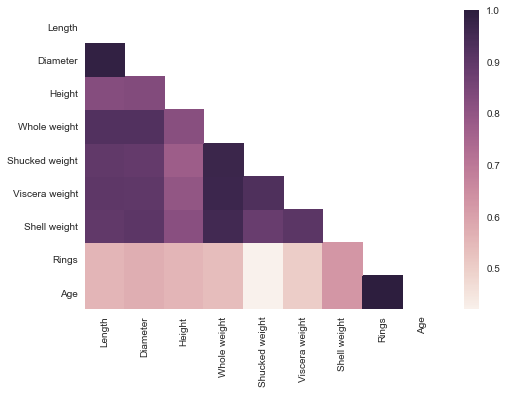 Length
Diameter
Height
Whole weight
Shucked weight
Viscera weight
Shell weight
Rings
Age
Length
Diameter
Height
Whole weight
Shucked weight
Viscera weight
Shell weight
Rings
Age
1.0
0.9
0.8
0.7
0.6
0.5